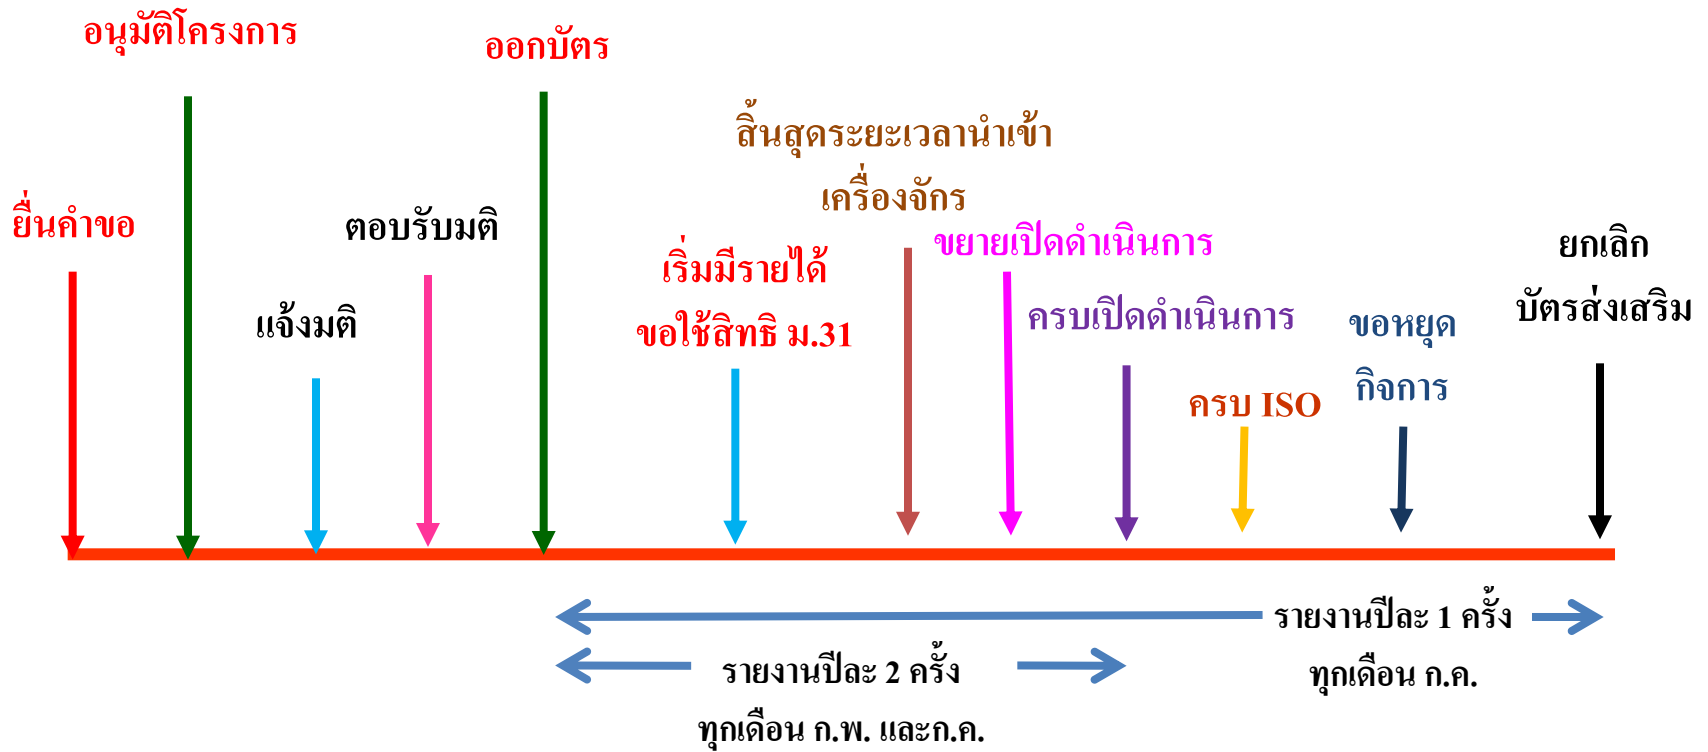 อนุมัติโครงการ
ออกบัตร
สิ้นสุดระยะเวลานำเข้า
เครื่องจักร
ยื่นคำขอ
ตอบรับมติ
แจ้งมติ
เริ่มมีรายได้
ขอใช้สิทธิ ม.31
ขยายเปิดดำเนินการ
ครบเปิดดำเนินการ
ครบ ISO
ขอหยุด
กิจการ
ยกเลิก
บัตรส่งเสริม
รายงานปีละ 1 ครั้ง
ทุกเดือน ก.ค.
รายงานปีละ 2 ครั้ง
ทุกเดือน ก.พ. และก.ค.